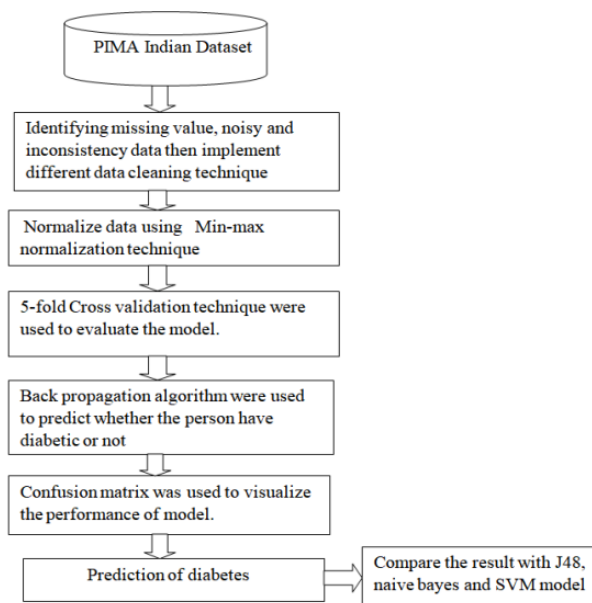 PIMA Indian Dataset
Identifying missing value, noisy and
inconsistency data then implement
different data cleaning technique
Normalize data using Min-max
normalization technique
5-fold Cross validation technique were
used to evaluate the model.
Back propagation algorithm were used
to predict whether the person have
diabetic or not
Confusion matrix was used to visualize
the performance of model.
Prediction of diabetes
Compare the result with J48,
naive bayes and SVM model